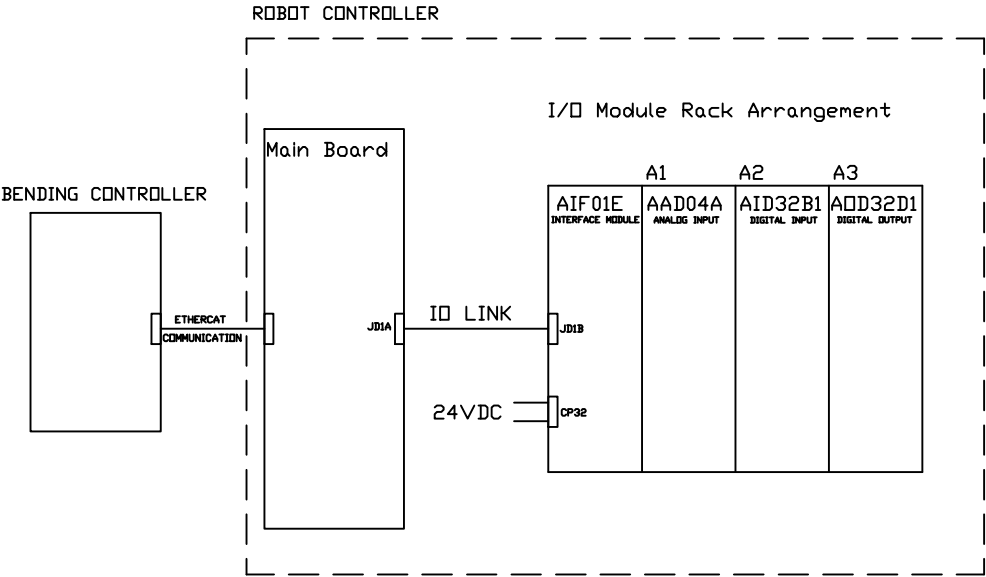 ROBOT CONTROLLER
I/O Module Rack Arrangement
Main Board
A1 A2 A3
BENDING CONTROLLER
AIF01E AAD04A AID32B1 AOD32D1
INTERFACE MODULE ANALOG INPUT DIGITAL INPUT DIGITAL OUTPUT
IO LINK
ETHERCAT
JD1A
JD1B
COMMUNICATION
24VDC
CP32